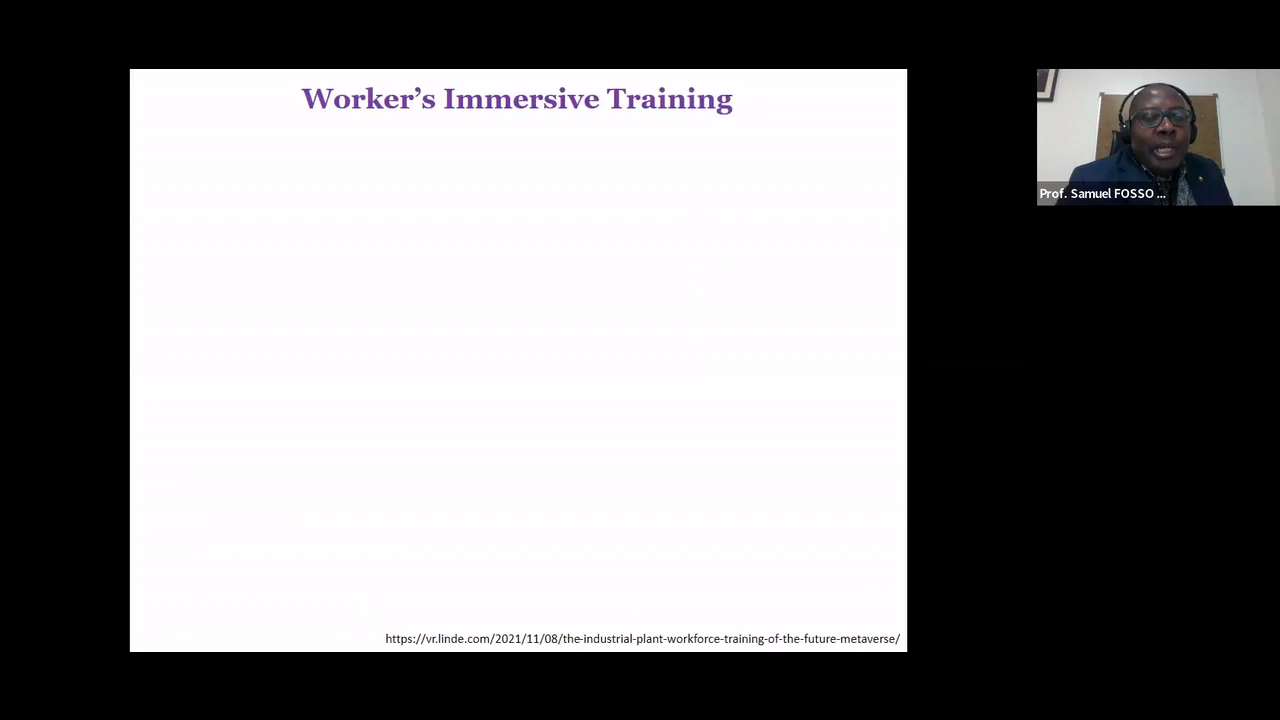 Worker’s Immersive Training
Prof. Samuel FOSSO ...
https://vr.linde.com/2021/11/08/the-industrial-plant-workforce-training-of-the-future-metaverse/